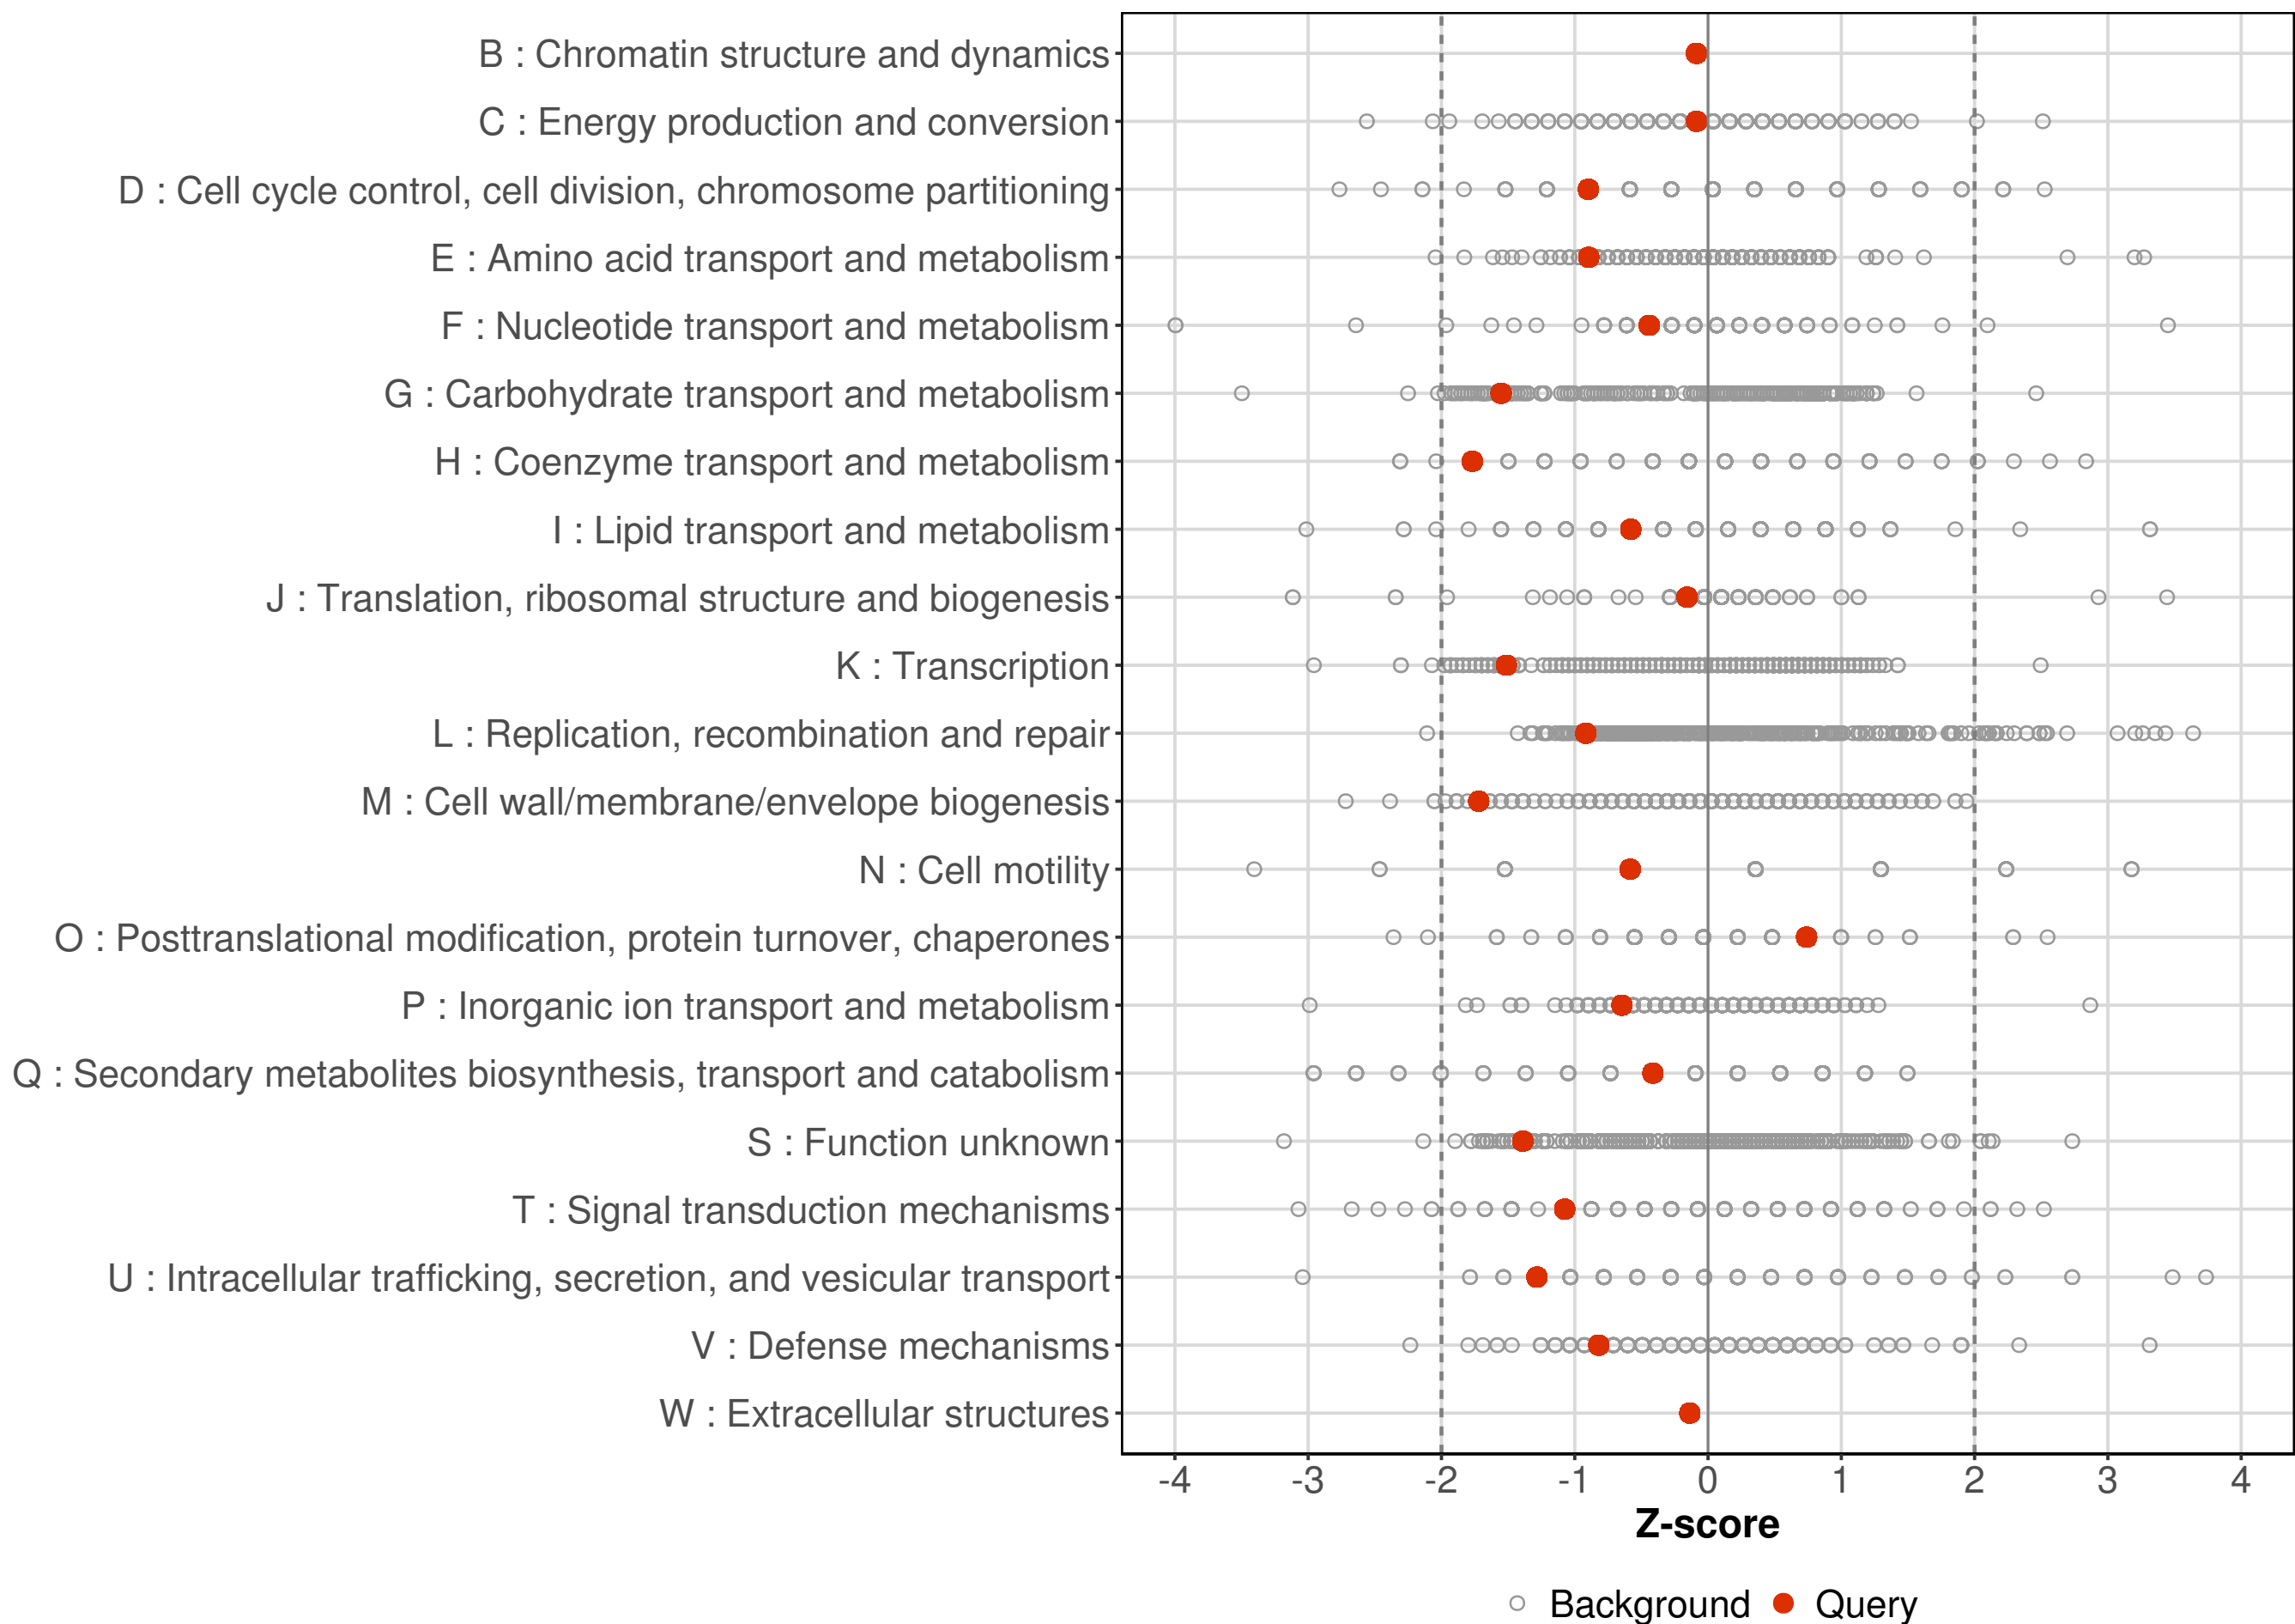 B : Chromatin structure and dynamics
C : Energy production and conversion
D : Cell cycle control, cell division, chromosome partitioning
E : Amino acid transport and metabolism
F : Nucleotide transport and metabolism
G : Carbohydrate transport and metabolism
H : Coenzyme transport and metabolism
I : Lipid transport and metabolism
J : Translation, ribosomal structure and biogenesis
K : Transcription
L : Replication, recombination and repair
M : Cell wall/membrane/envelope biogenesis
N : Cell motility
O : Posttranslational modification, protein turnover, chaperones
P : Inorganic ion transport and metabolism
Q : Secondary metabolites biosynthesis, transport and catabolism
S : Function unknown
T : Signal transduction mechanisms
U : Intracellular trafficking, secretion, and vesicular transport
V : Defense mechanisms
W : Extracellular structures
-4 -3 -2 -1 0 1 2 3 4
Z-score
Background Query